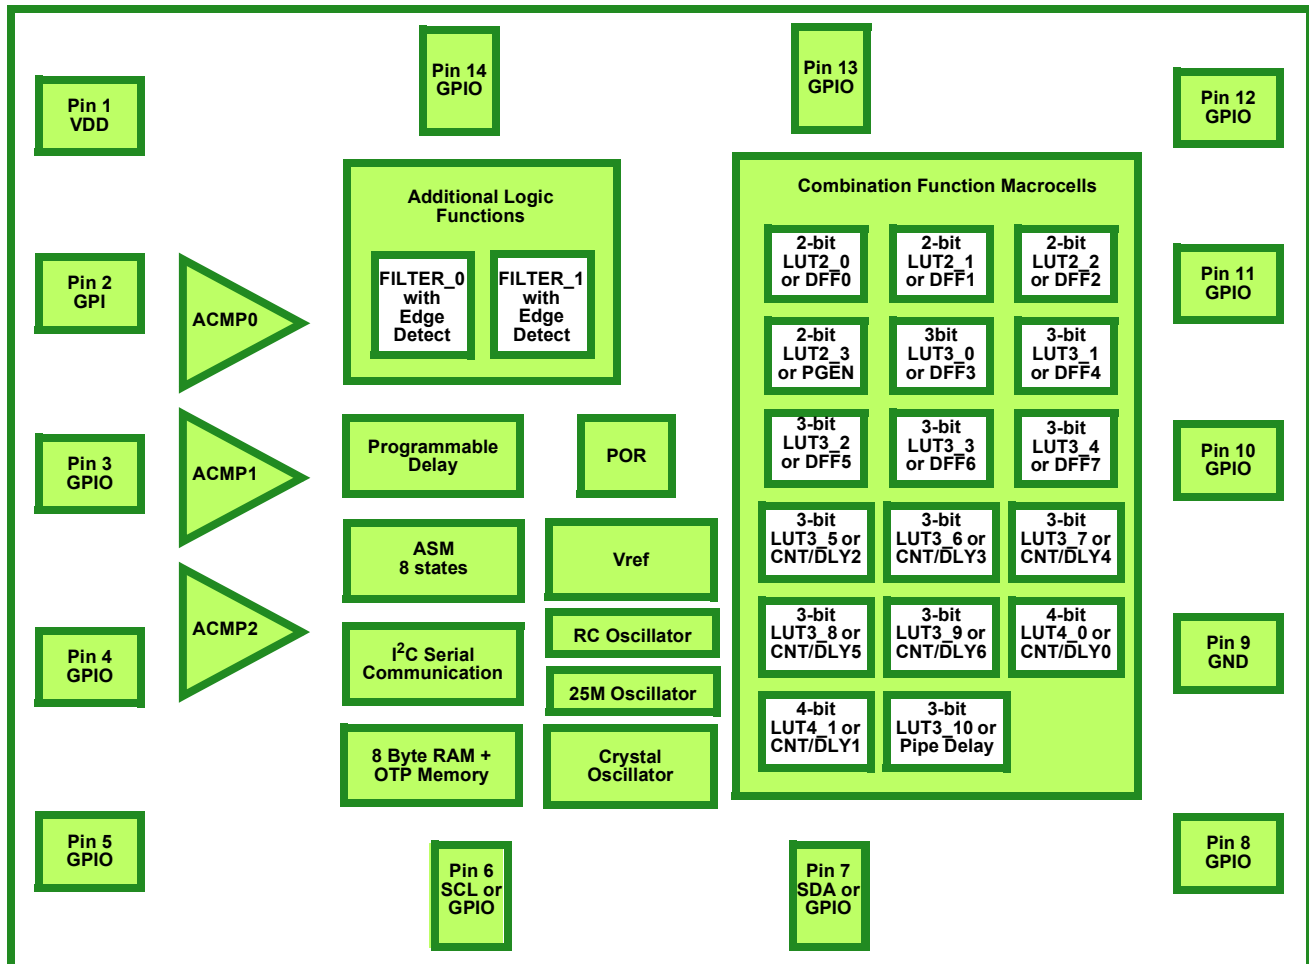 Pin 14
GPIO
Pin 13
GPIO
Pin 1
VDD
Pin 12
GPIO
Additional Logic
Functions
FILTER_0
with
Edge
Detect
FILTER_1
with
Edge
Detect
Combination Function Macrocells
2-bit
LUT2_0
or DFF0
2-bit
LUT2_1
or DFF1
2-bit
LUT2_2
or DFF2
2-bit
LUT2_3
or PGEN
3bit
LUT3_0
or DFF3
3-bit
LUT3_1
or DFF4
3-bit
LUT3_2
or DFF5
3-bit
LUT3_3
or DFF6
3-bit
LUT3_4
or DFF7
3-bit
LUT3_5 or
CNT/DLY2
3-bit
LUT3_6 or
CNT/DLY3
3-bit
LUT3_7 or
CNT/DLY4
3-bit
LUT3_8 or
CNT/DLY5
3-bit
LUT3_9 or
CNT/DLY6
4-bit
LUT4_0 or
CNT/DLY0
4-bit
LUT4_1 or
CNT/DLY1
3-bit
LUT3_10 or
Pipe Delay
Pin 2
GPI
ACMP0
Pin 11
GPIO
Pin 3
GPIO
ACMP1
Programmable
Delay
POR
Pin 10
GPIO
ASM
8 states
Vref
Pin 4
GPIO
ACMP2
I²C Serial
Communication
RC Oscillator
25M Oscillator
Pin 9
GND
8 Byte RAM +
OTP Memory
Crystal
Oscillator
Pin 5
GPIO
Pin 6
SCL or
GPIO
Pin 7
SDA or
GPIO
Pin 8
GPIO